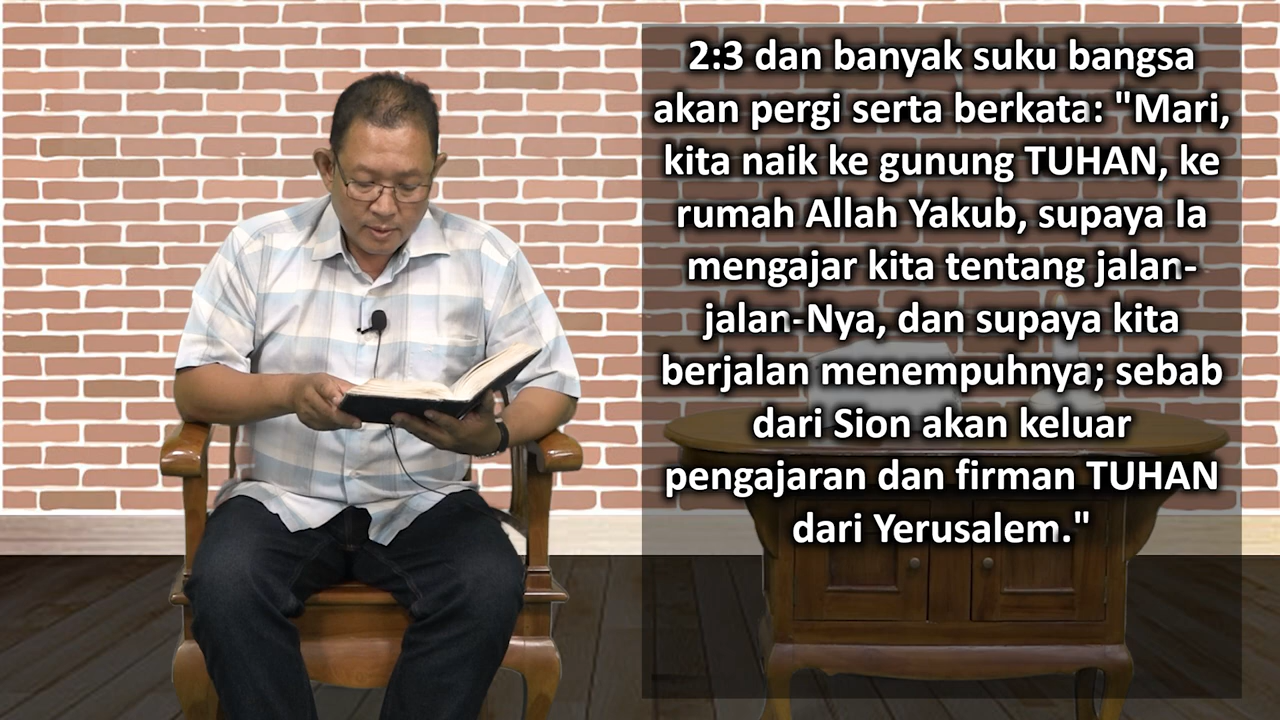 2:3 dan banyak suku bangsa
akan pergi serta berkata: "Mari,
kita naik ke gunung TUHAN, ke
rumah Allah Yakub, supaya Ia
mengajar kita tentang jalan-
jalan-Nya, dan supaya kita
berjalan menempuhnya; sebab
dari Sion akan keluar
pengajaran dan firman TUHAN
dari Yerusalem."